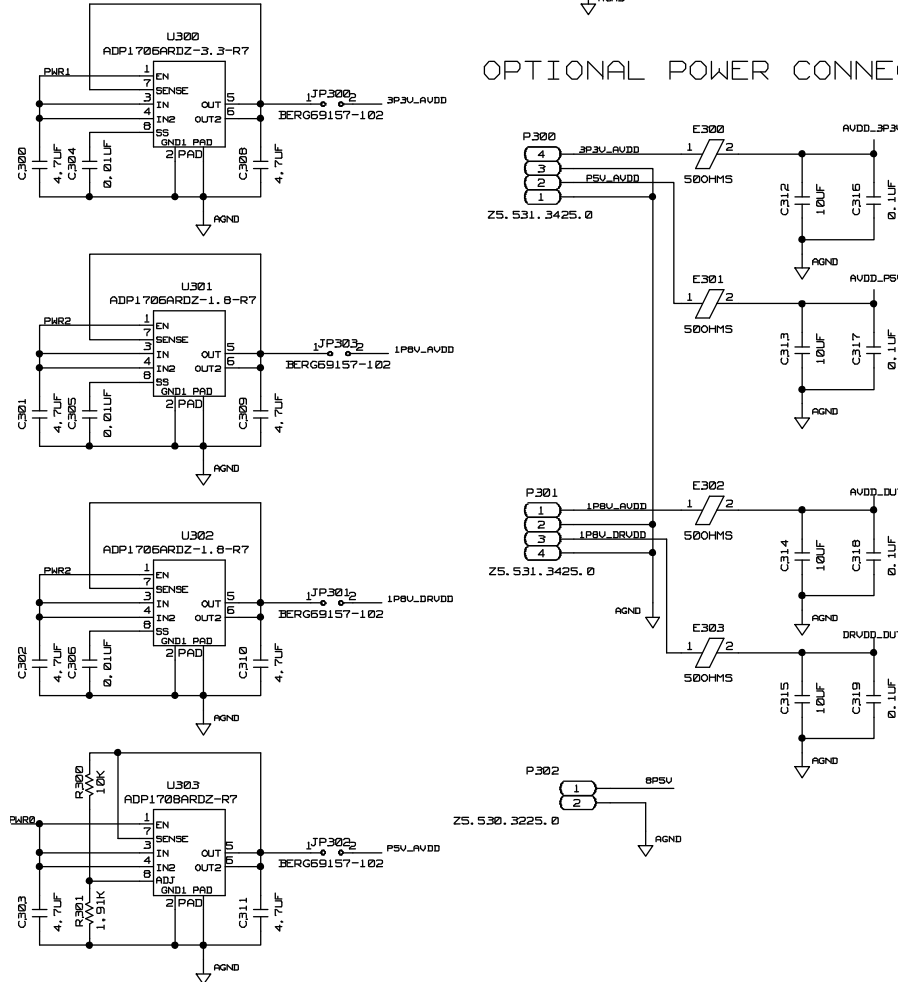 AGND
U300
ADP1706ARDZ-3.3-R7
PWR1
1 EN
7 SENSE
3 IN OUT 5
4 IN2 OUT2 6
8 SS
GND1 PAD
2 PAD
C300 4.7UF
C304 0.01UF
C308 4.7UF
1 JP300 2
BERG69157-102
3P3V_AVDD
AGND
U301
ADP1706ARDZ-1.8-R7
PWR2
1 EN
7 SENSE
3 IN OUT 5
4 IN2 OUT2 6
8 SS
GND1 PAD
2 PAD
C301 4.7UF
C305 0.01UF
C309 4.7UF
1 JP303 2
BERG69157-102
1P8V_AVDD
AGND
U302
ADP1706ARDZ-1.8-R7
PWR2
1 EN
7 SENSE
3 IN OUT 5
4 IN2 OUT2 6
8 SS
GND1 PAD
2 PAD
C302 4.7UF
C306 0.01UF
C310 4.7UF
1 JP301 2
BERG69157-102
1P8V_DRVDD
AGND
R300 10K
U303
ADP1708ARDZ-R7
PWR0
1 EN
7 SENSE
3 IN OUT 5
4 IN2 OUT2 6
8 ADJ
GND1 PAD
2 PAD
C303 4.7UF
R301 1.91K
C311 4.7UF
1 JP302 2
BERG69157-102
P5V_AVDD
AGND
OPTIONAL POWER CONNE
P300
4 3P3V_AVDD
3
2 P5V_AVDD
1
Z5.531.3425.0
E300
1 2
500HMS
AVDD_3P3V
C312 10UF
C316 0.1UF
AGND
E301
1 2
500HMS
AVDD_P5V
C313 10UF
C317 0.1UF
AGND
P301
1 1P8V_AVDD
2
3 1P8V_DRVDD
4
Z5.531.3425.0
AGND
E302
1 2
500HMS
AVDD_DUT
C314 10UF
C318 0.1UF
AGND
E303
1 2
500HMS
DRVDD_DUT
C315 10UF
C319 0.1UF
AGND
P302
1 8P5V
2
Z5.530.3225.0
AGND